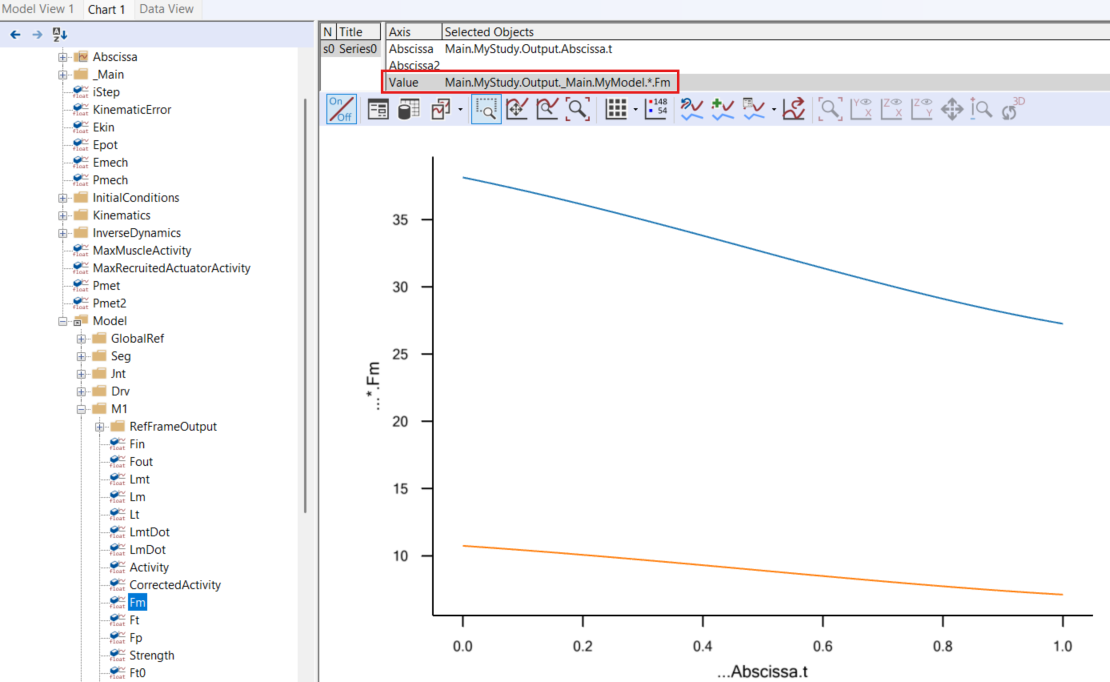 Model View 1 Chart 1 Data View
A
Z
Abscissa
_Main
iStep
KinematicError
Ekin
Epot
Emech
Pmech
InitialConditions
Kinematics
InverseDynamics
MaxMuscleActivity
MaxRecruitedActuatorActivity
Pmet
Pmet2
Model
GlobalRef
Seg
Jnt
Drv
M1
RefFrameOutput
Fin
Fout
Lmt
Lm
Lt
LmtDot
LmDot
Activity
CorrectedActivity
Fm
Ft
Fp
Strength
Ft0
N Title Axis Selected Objects
s0 Series0 Abscissa Main.MyStudy.Output.Abscissa.t
Abscissa2
Value Main.MyStudy.Output._Main.MyModel.*.Fm
On
Off
148
54
Y
X
Z
X
Z
Y
3D
35
30
25
20
15
10
...*.Fm
0.0 0.2 0.4 0.6 0.8 1.0
...Abscissa.t